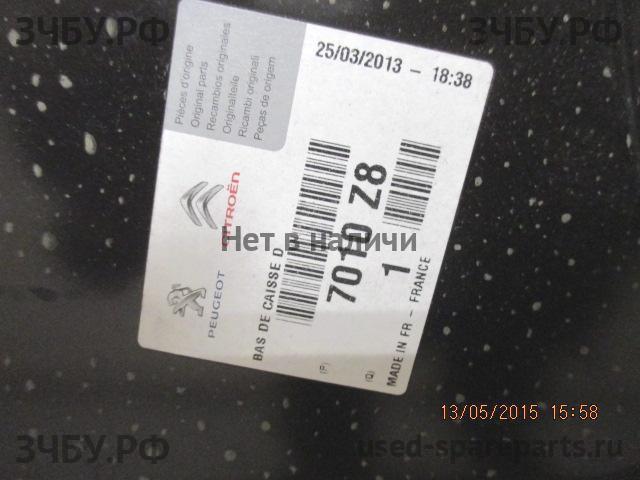 ЗЧБУ.РФ
ЗЧБУ.РФ
Pièces d'origine
Original parts
Recambios originales
Originalteile
Ricambi originali
Peças de origem
25/03/2013 - 18:38
CITROËN
PEUGEOT
Нет в наличи
BAS DE CAISSE D
7010 Z8
1
(P)
(Q)
MADE IN FR - FRANCE
13/05/2015 15:58
ЗЧБУ.РФ
used-spareparts.ru